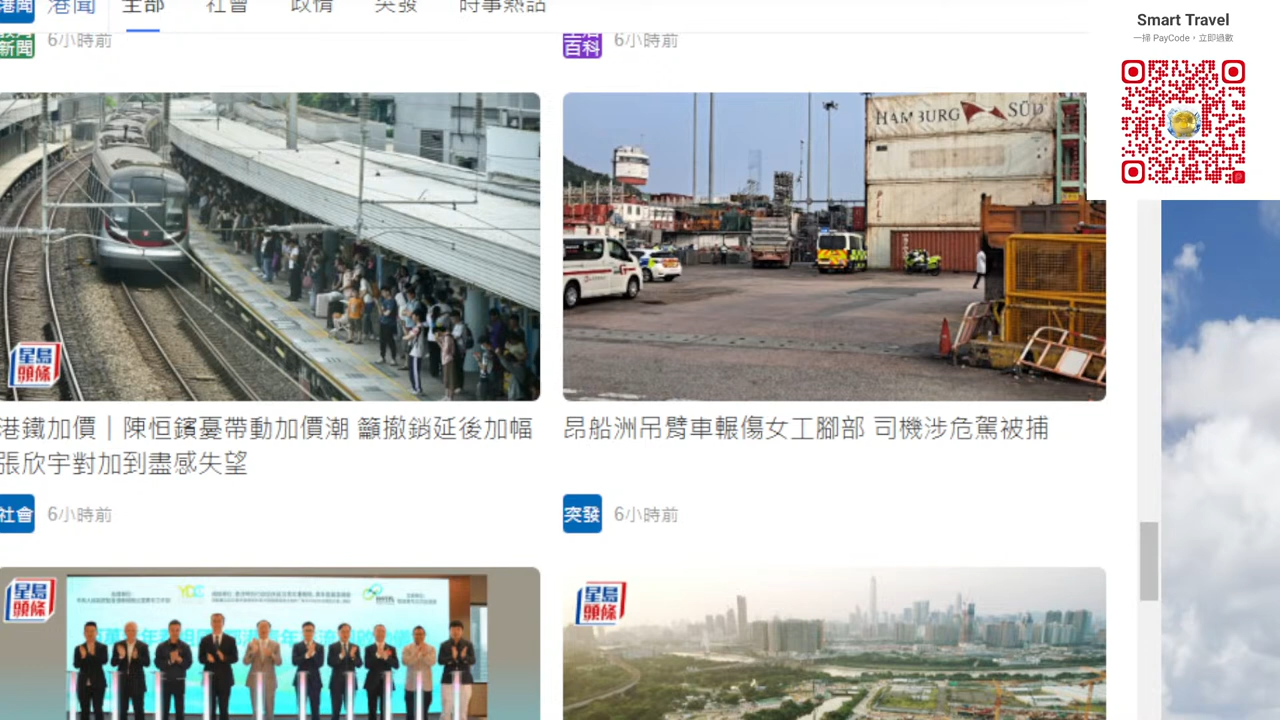 港聞 全部 社會 政情 突發 時事熱話
Smart Travel
一掃 PayCode，立即過數
新聞 6小時前
百科 6小時前
HAMBURG SÜD
星島
頭條
港鐵加價｜陳恒鑌憂帶動加價潮 籲撤銷延後加幅
張欣宇對加到盡感失望
昂船洲吊臂車輾傷女工腳部 司機涉危駕被捕
社會 6小時前
突發 6小時前
星島
頭條
星島
頭條